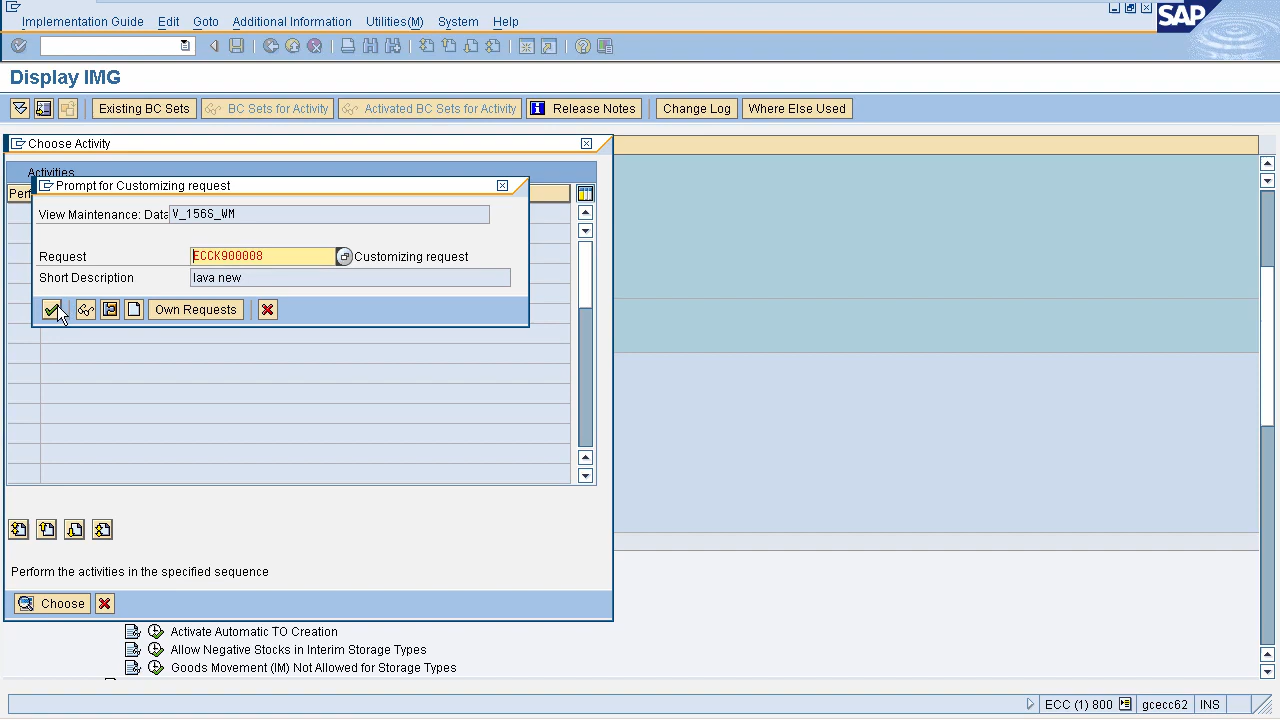 Implementation Guide Edit Goto Additional Information Utilities(M) System Help
SAP
Display IMG
Existing BC Sets BC Sets for Activity Activated BC Sets for Activity Release Notes Change Log Where Else Used
Choose Activity
Activities
Perf
Prompt for Customizing request
View Maintenance: Data V_156S_WM
Request ECCK900008 Customizing request
Short Description lava new
Own Requests
Perform the activities in the specified sequence
Choose
Activate Automatic TO Creation
Allow Negative Stocks in Interim Storage Types
Goods Movement (IM) Not Allowed for Storage Types
ECC (1) 800 gcecc62 INS